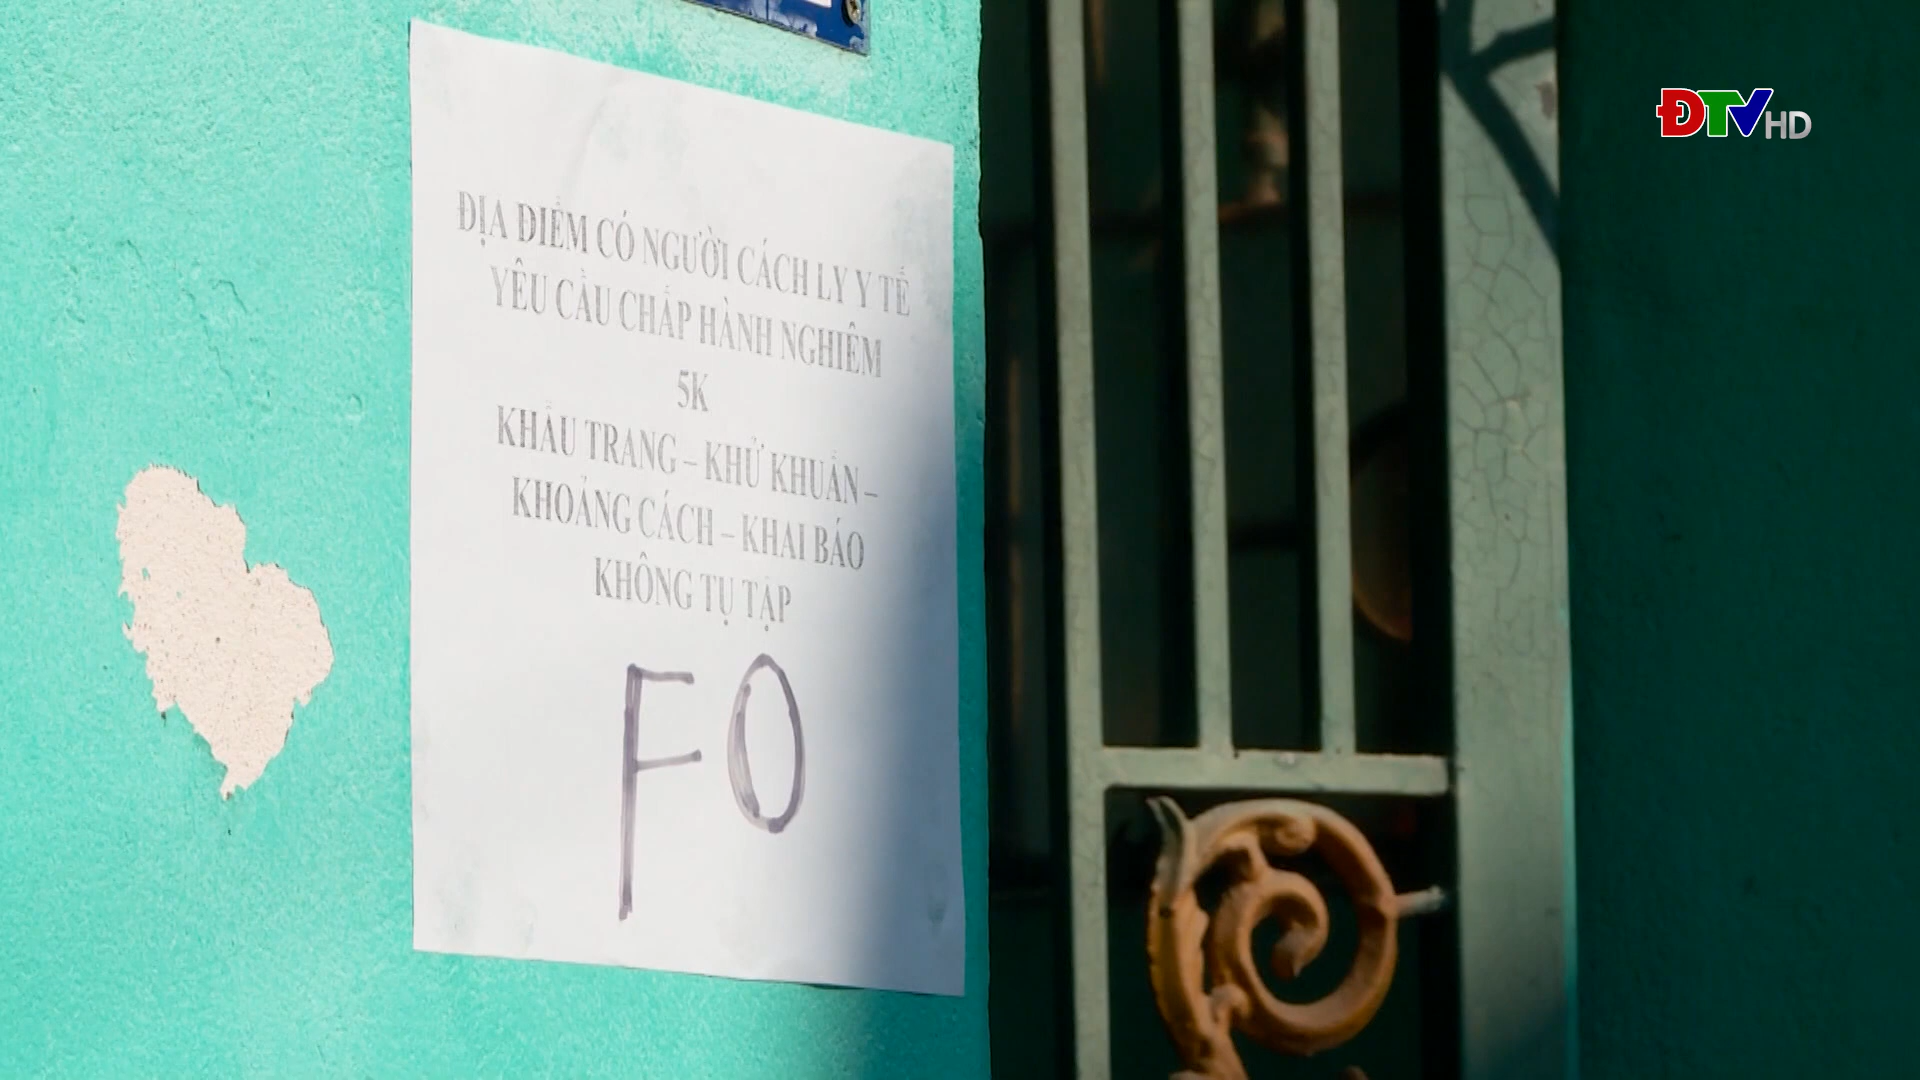 ĐTV HD
ĐỊA ĐIỂM CÓ NGƯỜI CÁCH LY Y TẾ
YÊU CẦU CHẤP HÀNH NGHIÊM
5K
KHẨU TRANG – KHỬ KHUẨN –
KHOẢNG CÁCH – KHAI BÁO
KHÔNG TỤ TẬP
F0